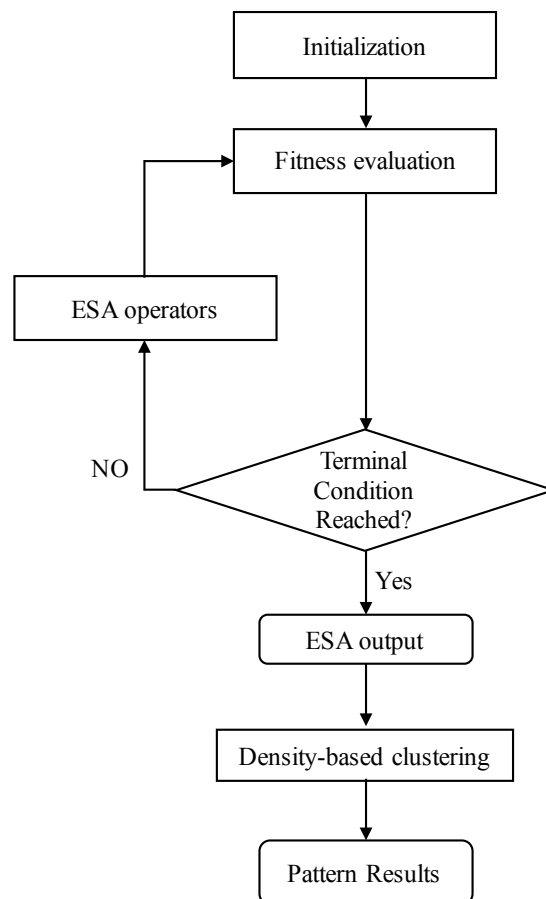 Initialization
Fitness evaluation
ESA operators
NO
Terminal
Condition
Reached?
Yes
ESA output
Density-based clustering
Pattern Results